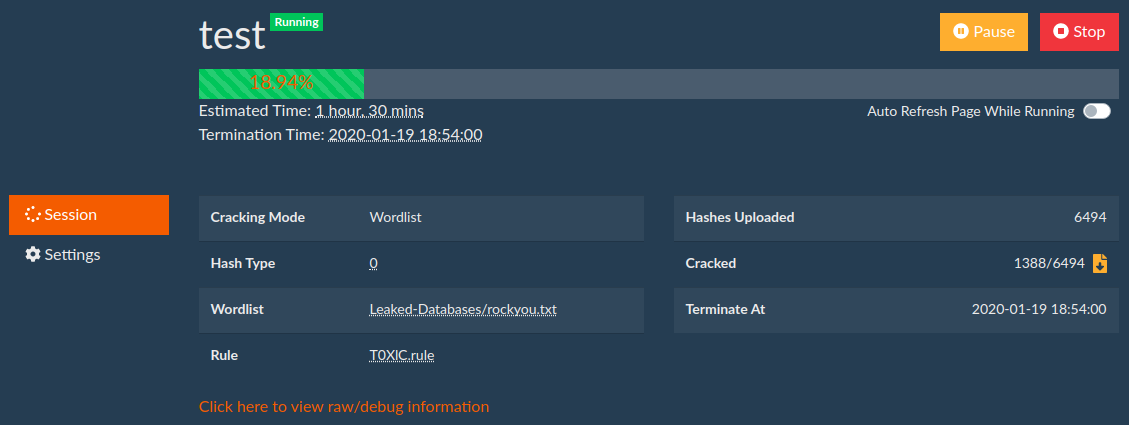 test Running
Pause Stop
18.94%
Estimated Time: 1 hour, 30 mins
Auto Refresh Page While Running
Termination Time: 2020-01-19 18:54:00
Session
Settings
Cracking Mode Wordlist
Hash Type 0
Wordlist Leaked-Databases/rockyou.txt
Rule T0XlC.rule
Hashes Uploaded 6494
Cracked 1388/6494
Terminate At 2020-01-19 18:54:00
Click here to view raw/debug information